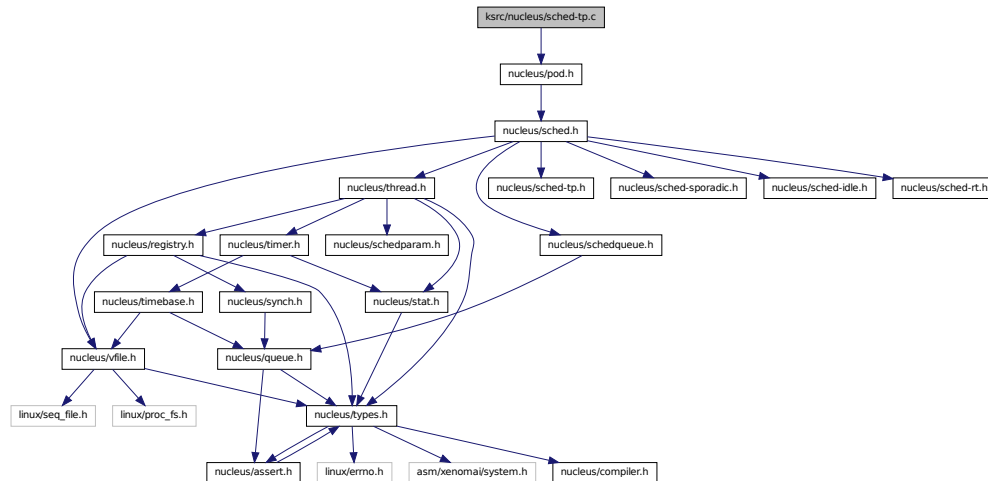 ksrc/nucleus/sched-tp.c
nucleus/pod.h
nucleus/sched.h
nucleus/thread.h
nucleus/sched-tp.h
nucleus/sched-sporadic.h
nucleus/sched-idle.h
nucleus/sched-rt.h
nucleus/registry.h
nucleus/timer.h
nucleus/schedparam.h
nucleus/schedqueue.h
nucleus/timebase.h
nucleus/synch.h
nucleus/stat.h
nucleus/vfile.h
nucleus/queue.h
linux/seq_file.h
linux/proc_fs.h
nucleus/types.h
nucleus/assert.h
linux/errno.h
asm/xenomai/system.h
nucleus/compiler.h